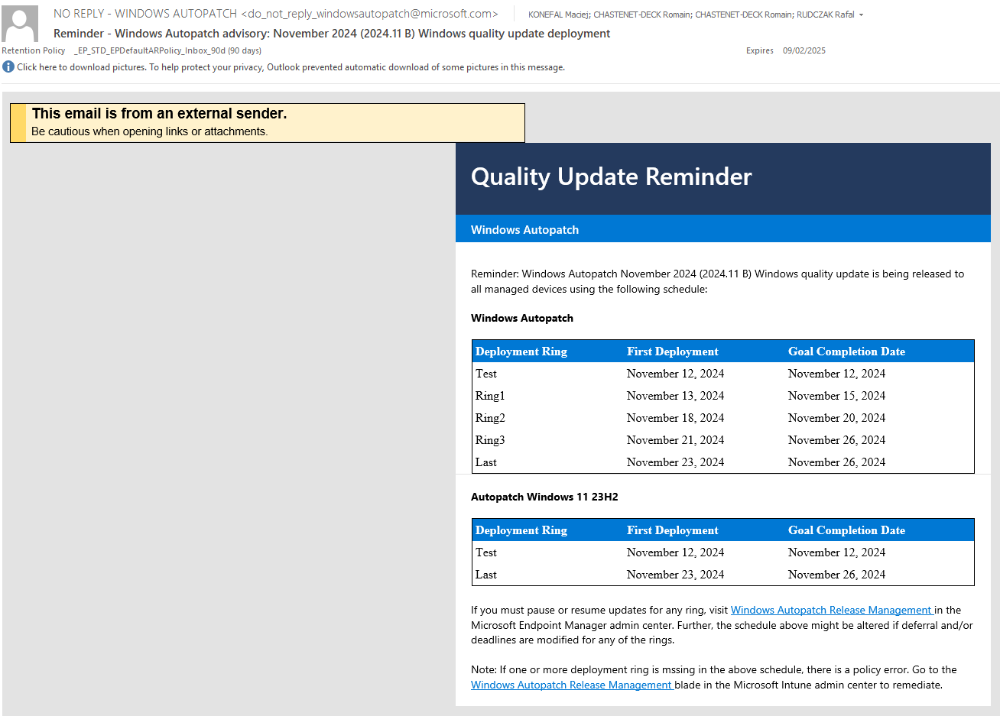 NO REPLY - WINDOWS AUTOPATCH <do_not_reply_windowsautopatch@microsoft.com>
KONEFAL Maciej; CHASTENET-DECK Romain; CHASTENET-DECK Romain; RUDCZAK Rafal
Reminder - Windows Autopatch advisory: November 2024 (2024.11 B) Windows quality update deployment
Retention Policy _EP_STD_EPDefaultARPolicy_Inbox_90d (90 days) Expires 09/02/2025
Click here to download pictures. To help protect your privacy, Outlook prevented automatic download of some pictures in this message.
This email is from an external sender.
Be cautious when opening links or attachments.
Quality Update Reminder
Windows Autopatch
Reminder: Windows Autopatch November 2024 (2024.11 B) Windows quality update is being released to
all managed devices using the following schedule:
Windows Autopatch
Deployment Ring First Deployment Goal Completion Date
Test November 12, 2024 November 12, 2024
Ring1 November 13, 2024 November 15, 2024
Ring2 November 18, 2024 November 20, 2024
Ring3 November 21, 2024 November 26, 2024
Last November 23, 2024 November 26, 2024
Autopatch Windows 11 23H2
Deployment Ring First Deployment Goal Completion Date
Test November 12, 2024 November 12, 2024
Last November 23, 2024 November 26, 2024
If you must pause or resume updates for any ring, visit Windows Autopatch Release Management in the
Microsoft Endpoint Manager admin center. Further, the schedule above might be altered if deferral and/or
deadlines are modified for any of the rings.
Note: If one or more deployment ring is mssing in the above schedule, there is a policy error. Go to the
Windows Autopatch Release Management blade in the Microsoft Intune admin center to remediate.